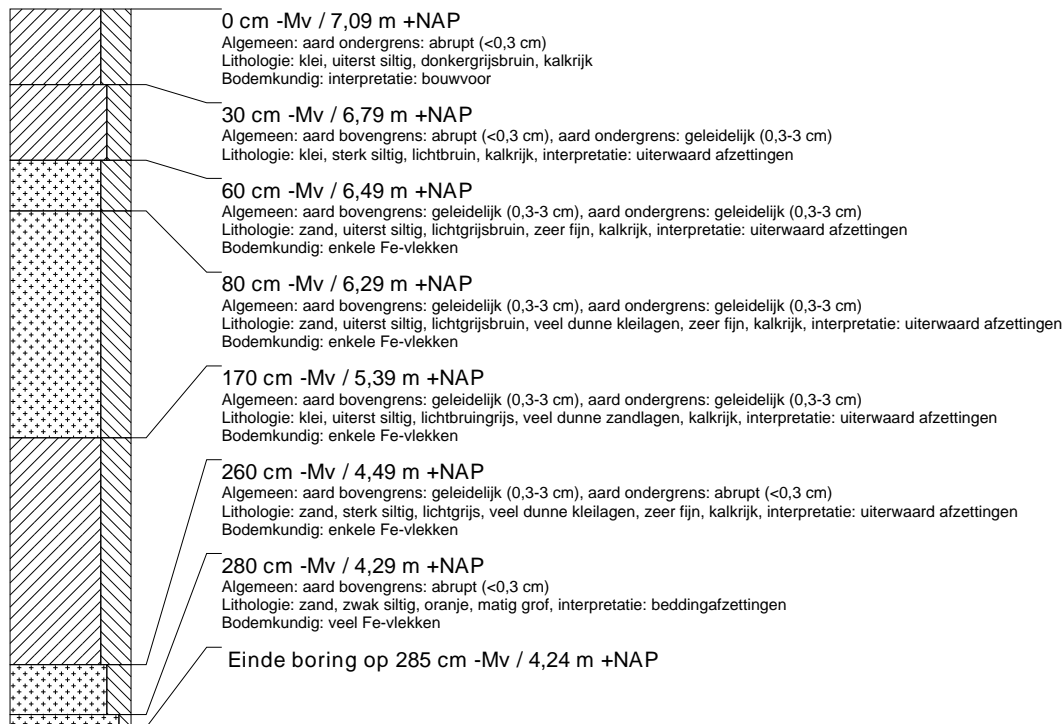 0 cm -Mv / 7,09 m +NAP
Algemeen: aard ondergrens: abrupt (<0,3 cm)
Lithologie: klei, uiterst siltig, donkergrijsbruin, kalkrijk
Bodemkundig: interpretatie: bouwvoor
30 cm -Mv / 6,79 m +NAP
Algemeen: aard bovengrens: abrupt (<0,3 cm), aard ondergrens: geleidelijk (0,3-3 cm)
Lithologie: klei, sterk siltig, lichtbruin, kalkrijk, interpretatie: uiterwaard afzettingen
60 cm -Mv / 6,49 m +NAP
Algemeen: aard bovengrens: geleidelijk (0,3-3 cm), aard ondergrens: geleidelijk (0,3-3 cm)
Lithologie: zand, uiterst siltig, lichtgrijsbruin, zeer fijn, kalkrijk, interpretatie: uiterwaard afzettingen
Bodemkundig: enkele Fe-vlekken
80 cm -Mv / 6,29 m +NAP
Algemeen: aard bovengrens: geleidelijk (0,3-3 cm), aard ondergrens: geleidelijk (0,3-3 cm)
Lithologie: zand, uiterst siltig, lichtgrijsbruin, veel dunne kleilagen, zeer fijn, kalkrijk, interpretatie: uiterwaard afzettingen
Bodemkundig: enkele Fe-vlekken
170 cm -Mv / 5,39 m +NAP
Algemeen: aard bovengrens: geleidelijk (0,3-3 cm), aard ondergrens: geleidelijk (0,3-3 cm)
Lithologie: klei, uiterst siltig, lichtbruingrijs, veel dunne zandlagen, kalkrijk, interpretatie: uiterwaard afzettingen
Bodemkundig: enkele Fe-vlekken
260 cm -Mv / 4,49 m +NAP
Algemeen: aard bovengrens: geleidelijk (0,3-3 cm), aard ondergrens: abrupt (<0,3 cm)
Lithologie: zand, sterk siltig, lichtgrijs, veel dunne kleilagen, zeer fijn, kalkrijk, interpretatie: uiterwaard afzettingen
Bodemkundig: enkele Fe-vlekken
280 cm -Mv / 4,29 m +NAP
Algemeen: aard bovengrens: abrupt (<0,3 cm)
Lithologie: zand, zwak siltig, oranje, matig grof, interpretatie: beddingafzettingen
Bodemkundig: veel Fe-vlekken
Einde boring op 285 cm -Mv / 4,24 m +NAP